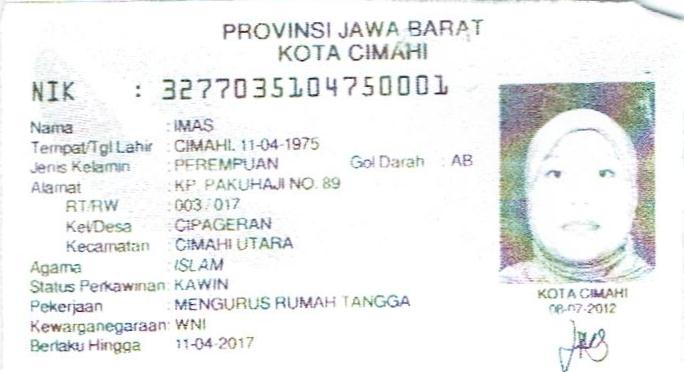 PROVINSI JAWA BARAT
KOTA CIMAHI
NIK : 3277035104750001
Nama : IMAS
Tempat/Tgl Lahir : CIMAHI, 11-04-1975
Jenis Kelamin : PEREMPUAN Gol Darah : AB
Alamat : KP. PAKUHAJI NO. 89
RT/RW : 003 / 017
Kel/Desa : CIPAGERAN
Kecamatan : CIMAHI UTARA
Agama : ISLAM
Status Perkawinan: KAWIN
Pekerjaan : MENGURUS RUMAH TANGGA
Kewarganegaraan: WNI
Berlaku Hingga : 11-04-2017
KOTA CIMAHI
08-07-2012